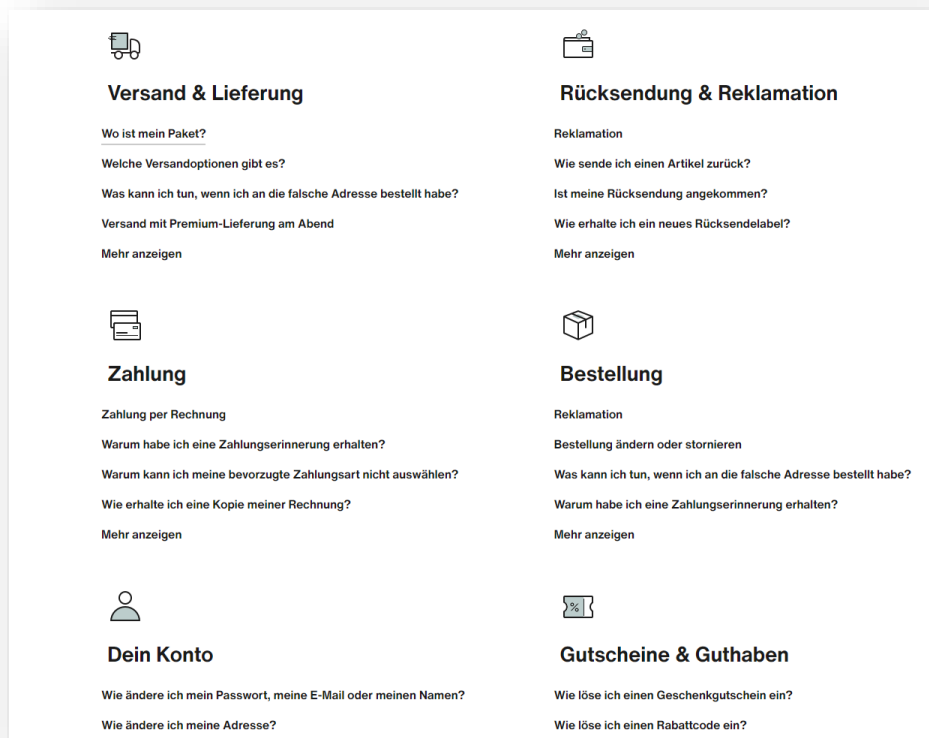 Versand & Lieferung
Wo ist mein Paket?
Welche Versandoptionen gibt es?
Was kann ich tun, wenn ich an die falsche Adresse bestellt habe?
Versand mit Premium-Lieferung am Abend
Mehr anzeigen
Rücksendung & Reklamation
Reklamation
Wie sende ich einen Artikel zurück?
Ist meine Rücksendung angekommen?
Wie erhalte ich ein neues Rücksendelabel?
Mehr anzeigen
Zahlung
Zahlung per Rechnung
Warum habe ich eine Zahlungserinnerung erhalten?
Warum kann ich meine bevorzugte Zahlungsart nicht auswählen?
Wie erhalte ich eine Kopie meiner Rechnung?
Mehr anzeigen
Bestellung
Reklamation
Bestellung ändern oder stornieren
Was kann ich tun, wenn ich an die falsche Adresse bestellt habe?
Warum habe ich eine Zahlungserinnerung erhalten?
Mehr anzeigen
Dein Konto
Wie ändere ich mein Passwort, meine E-Mail oder meinen Namen?
Wie ändere ich meine Adresse?
%
Gutscheine & Guthaben
Wie löse ich einen Geschenkgutschein ein?
Wie löse ich einen Rabattcode ein?